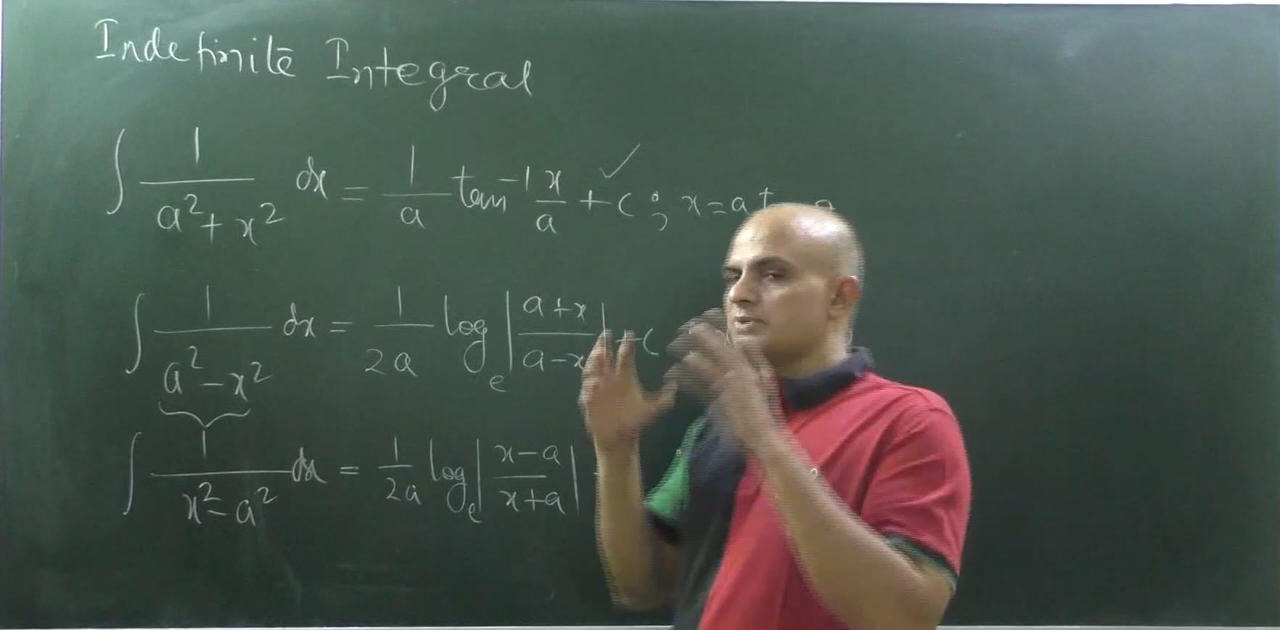 Indefinite Integral
∫ 1/(a²+x²) dx = 1/a tan⁻¹ x/a + c ; x=a
∫ 1/(a²-x²) dx = 1/2a logₑ |(a+x)/(a-x)| + c
∫ 1/(x²-a²) dx = 1/2a logₑ |(x-a)/(x+a)|